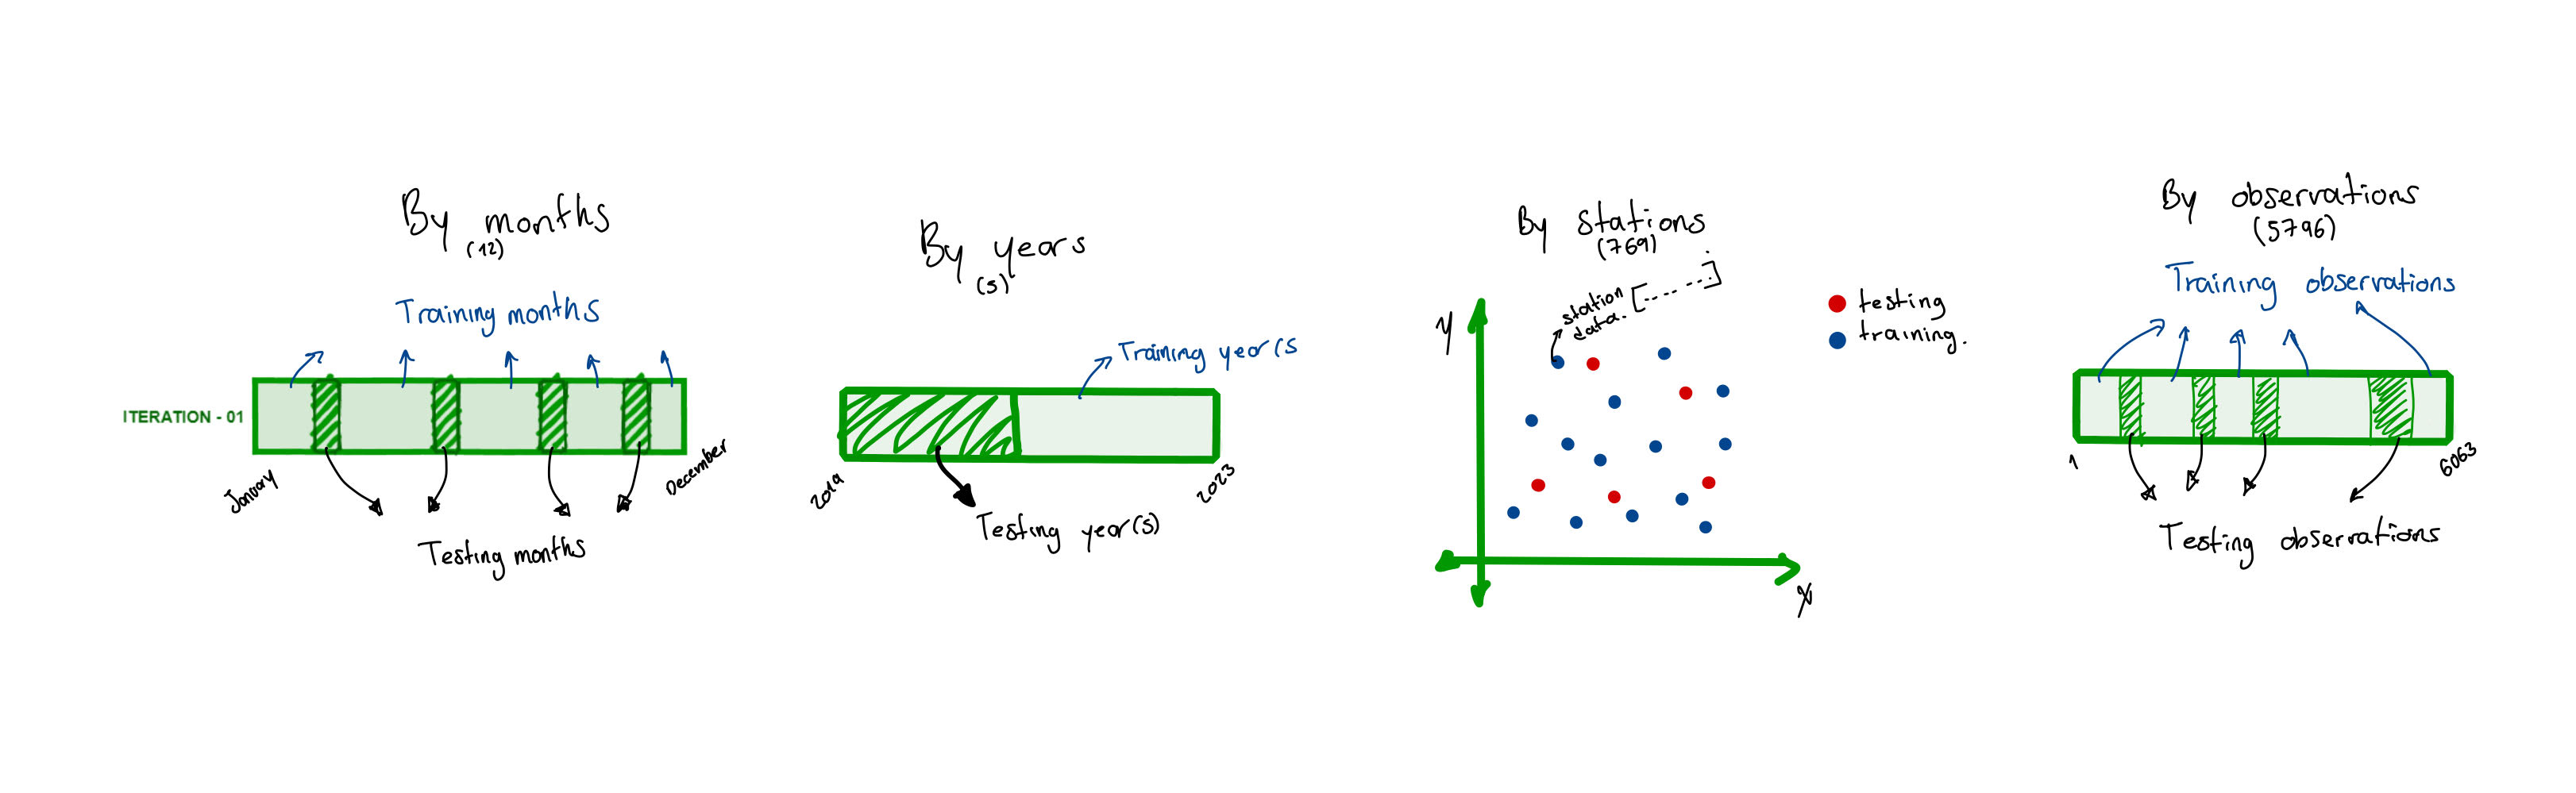 By months
(12)
Training months
ITERATION - 01
January
December
Testing months
By years
(5)
Training year(s
2019
2023
Testing year(s)
By stations
(769)
station
data.
y
x
testing
training.
By observations
(5796)
Training observations
1
6063
Testing observations